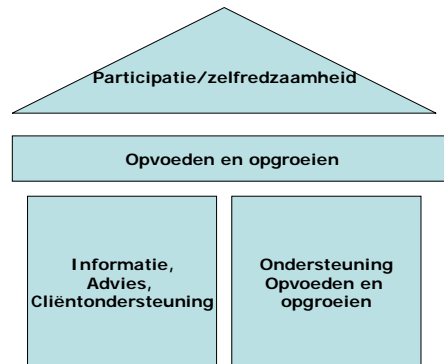 Participatie/zelfredzaamheid
Opvoeden en opgroeien
Informatie,
Advies,
Cliëntondersteuning
Ondersteuning
Opvoeden en
opgroeien